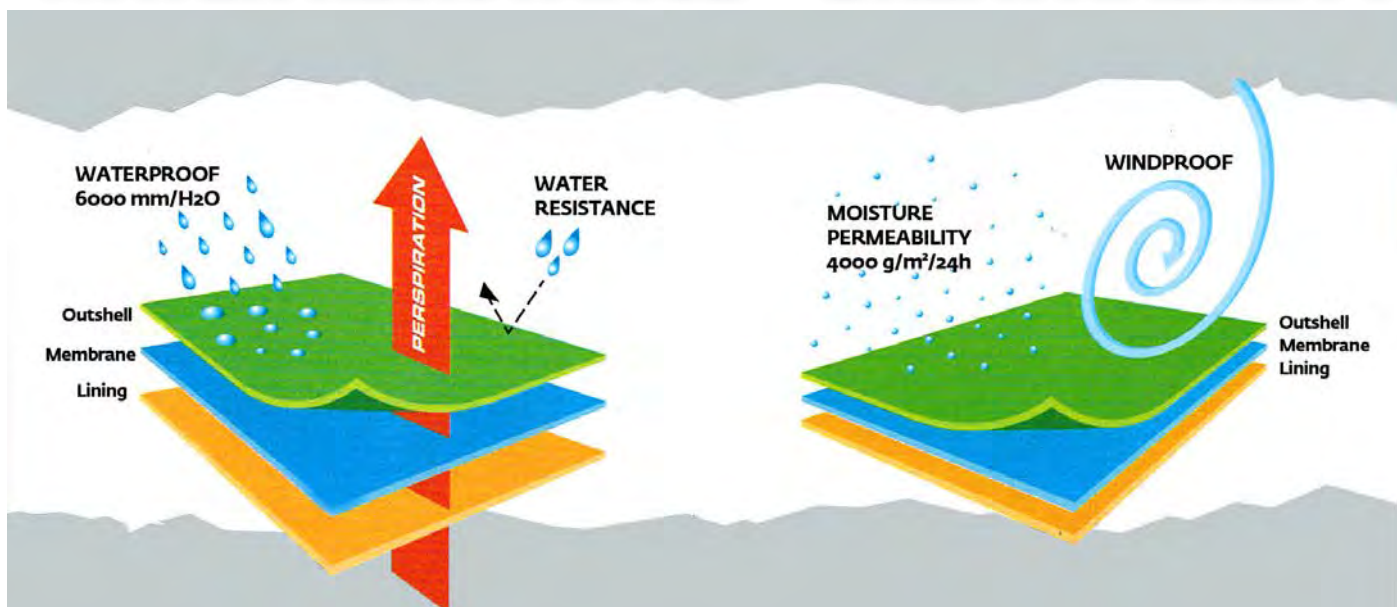 WATERPROOF
6000 mm/H2O
PERSPIRATION
WATER
RESISTANCE
Outshell
Membrane
Lining
WINDPROOF
MOISTURE
PERMEABILITY
4000 g/m²/24h
Outshell
Membrane
Lining